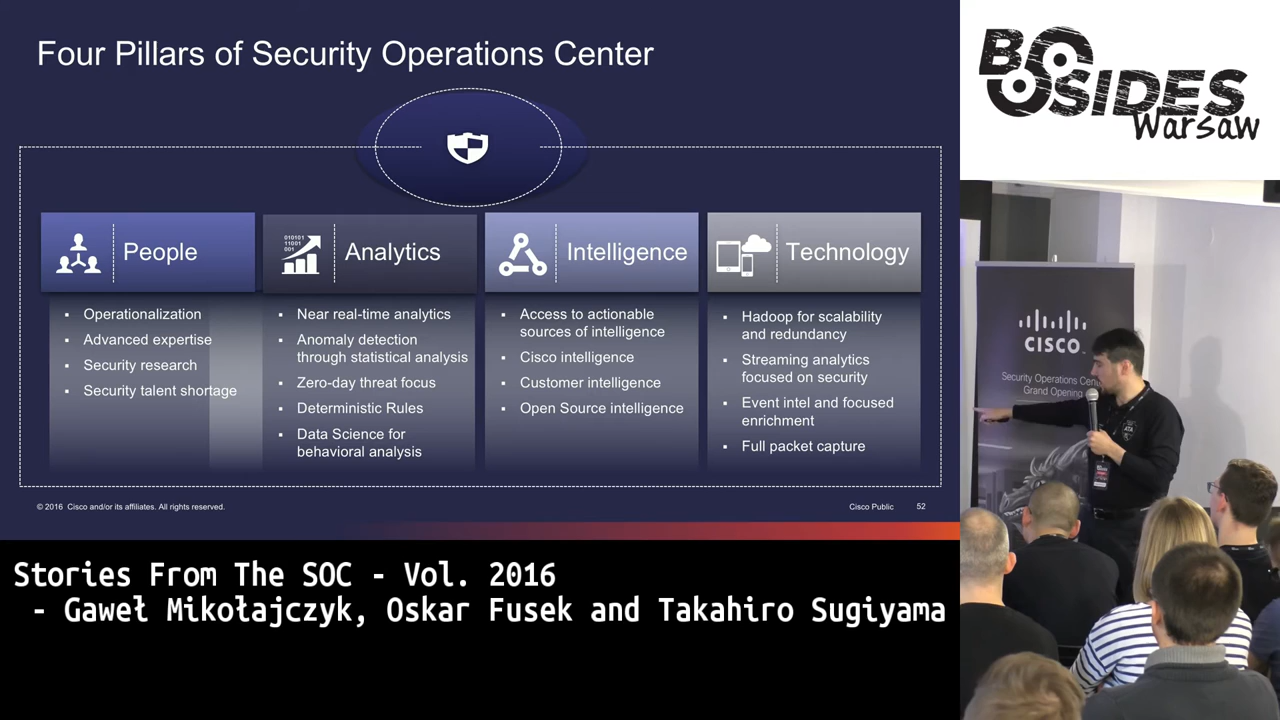 Four Pillars of Security Operations Center
People
▪ Operationalization
▪ Advanced expertise
▪ Security research
▪ Security talent shortage
010101
11001
001
Analytics
▪ Near real-time analytics
▪ Anomaly detection
through statistical analysis
▪ Zero-day threat focus
▪ Deterministic Rules
▪ Data Science for
behavioral analysis
Intelligence
▪ Access to actionable
sources of intelligence
▪ Cisco intelligence
▪ Customer intelligence
▪ Open Source intelligence
Technology
▪ Hadoop for scalability
and redundancy
▪ Streaming analytics
focused on security
▪ Event intel and focused
enrichment
▪ Full packet capture
© 2016 Cisco and/or its affiliates. All rights reserved.
Cisco Public 52
BSIDES
Warsaw
CISCO
Security Operations
Grand Opening
ATA
Stories From The SOC - Vol. 2016
- Gaweł Mikołajczyk, Oskar Fusek and Takahiro Sugiyama